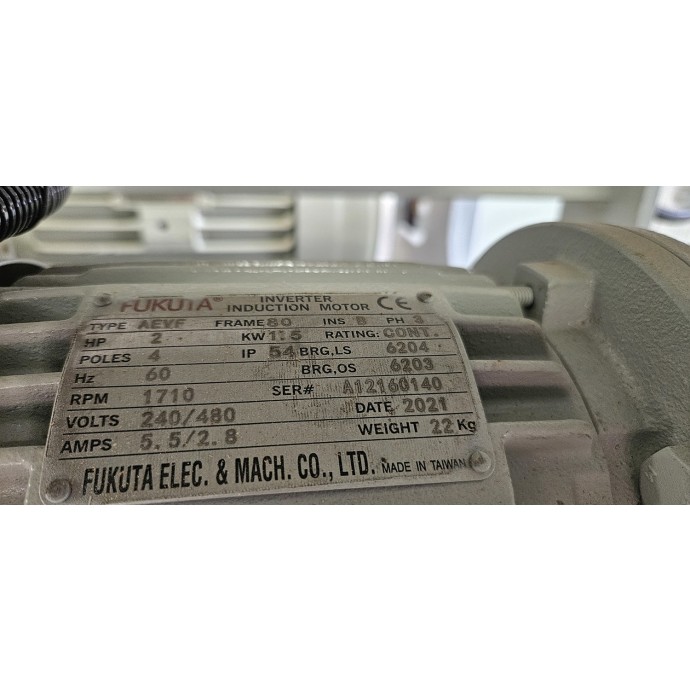 FUKUTA® INVERTER INDUCTION MOTOR CE
TYPE AEVF FRAME 80 INS B PH 3
HP 2 KW 1.5 RATING: CONT.
POLES 4 IP 54 BRG,LS 6204
Hz 60 BRG,OS 6203
RPM 1710 SER# A12160140
VOLTS 240/480 DATE 2021
AMPS 5.5/2.8 WEIGHT 22 Kg
FUKUTA ELEC. & MACH. CO., LTD. MADE IN TAIWAN